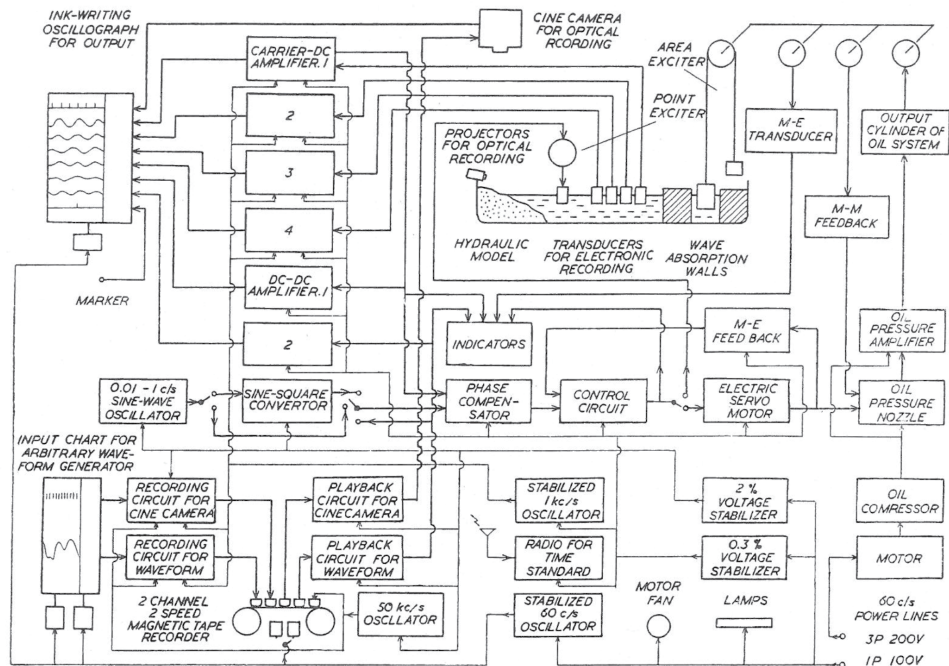 INK-WRITING
OSCILLOGRAPH
FOR OUTPUT
CARRIER-DC
AMPLIFIER.1
CINE CAMERA
FOR OPTICAL
RCORDING
AREA
EXCITER
POINT
EXCITER
2
PROJECTORS
FOR OPTICAL
RECORDING
M-E
TRANSDUCER
OUTPUT
CYLINDER OF
OIL SYSTEM
3
4
M-M
FEEDBACK
HYDRAULIC
MODEL
TRANSDUCERS
FOR ELECTRONIC
RECORDING
WAVE
ABSORPTION
WALLS
MARKER
DC-DC
AMPLIFIER.1
2
INDICATORS
M-E
FEED BACK
OIL
PRESSURE
AMPLIFIER
0.01-1 c/s
SINE-WAVE
OSCILLATOR
SINE-SQUARE
CONVERTOR
PHASE
COMPEN-
SATOR
CONTROL
CIRCUIT
ELECTRIC
SERVO
MOTOR
OIL
PRESSURE
NOZZLE
INPUT CHART FOR
ARBITRARY WAVE-
FORM GENERATOR
RECORDING
CIRCUIT FOR
CINE CAMERA
PLAYBACK
CIRCUIT FOR
CINECAMERA
STABILIZED
1 kc/s
OSCILLATOR
2 %
VOLTAGE
STABILIZER
OIL
COMPRESSOR
RECORDING
CIRCUIT FOR
WAVEFORM
PLAYBACK
CIRCUIT FOR
WAVEFORM
RADIO FOR
TIME
STANDARD
0.3 %
VOLTAGE
STABILIZER
MOTOR
2 CHANNEL
2 SPEED
MAGNETIC TAPE
RECORDER
50 kc/s
OSCLLATOR
STABILIZED
60 c/s
OSCILLATOR
MOTOR
FAN
LAMPS
60 c/s
POWER LINES
3P 200V
1P 100V